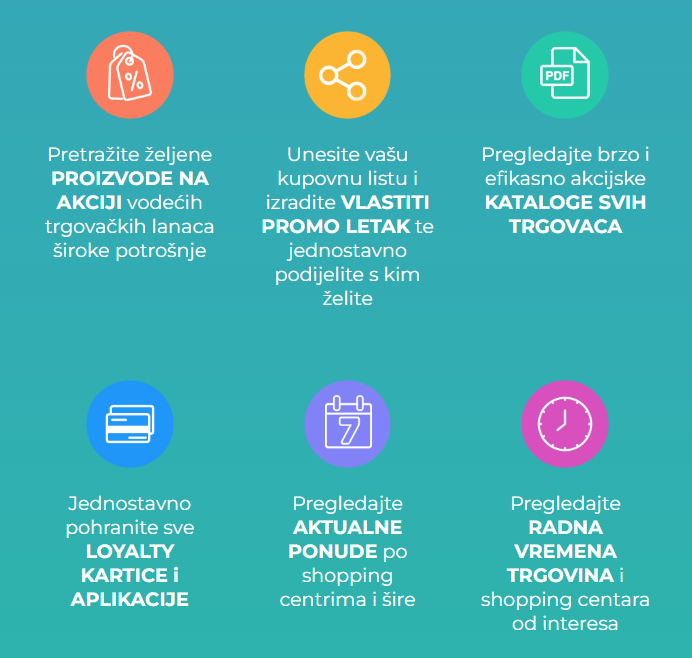 %
Pretražite željene
PROIZVODE NA
AKCIJI vodećih
trgovačkih lanaca
široke potrošnje
Unesite vašu
kupovnu listu i
izradite VLASTITI
PROMO LETAK te
jednostavno
podijelite s kim
želite
PDF
Pregledajte brzo i
efikasno akcijske
KATALOGE SVIH
TRGOVACA
Jednostavno
pohranite sve
LOYALTY
KARTICE i
APLIKACIJE
7
Pregledajte
AKTUALNE
PONUDE po
shopping
centrima i šire
Pregledajte
RADNA
VREMENA
TRGOVINA i
shopping centara
od interesa